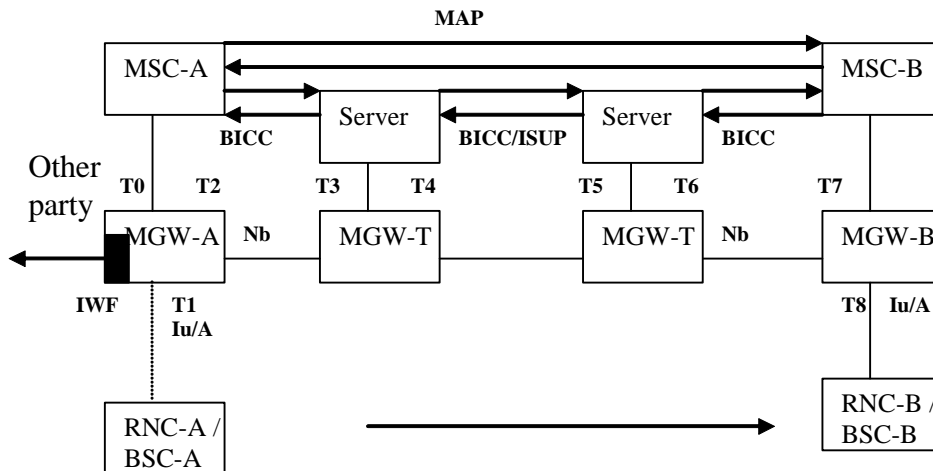 MAP
MSC-A
MSC-B
Server
Server
BICC
BICC/ISUP
BICC
Other
party
T0
T2
T3
T4
T5
T6
T7
MGW-A
Nb
MGW-T
MGW-T
Nb
MGW-B
IWF
T1
Iu/A
T8
Iu/A
RNC-A /
BSC-A
RNC-B /
BSC-B